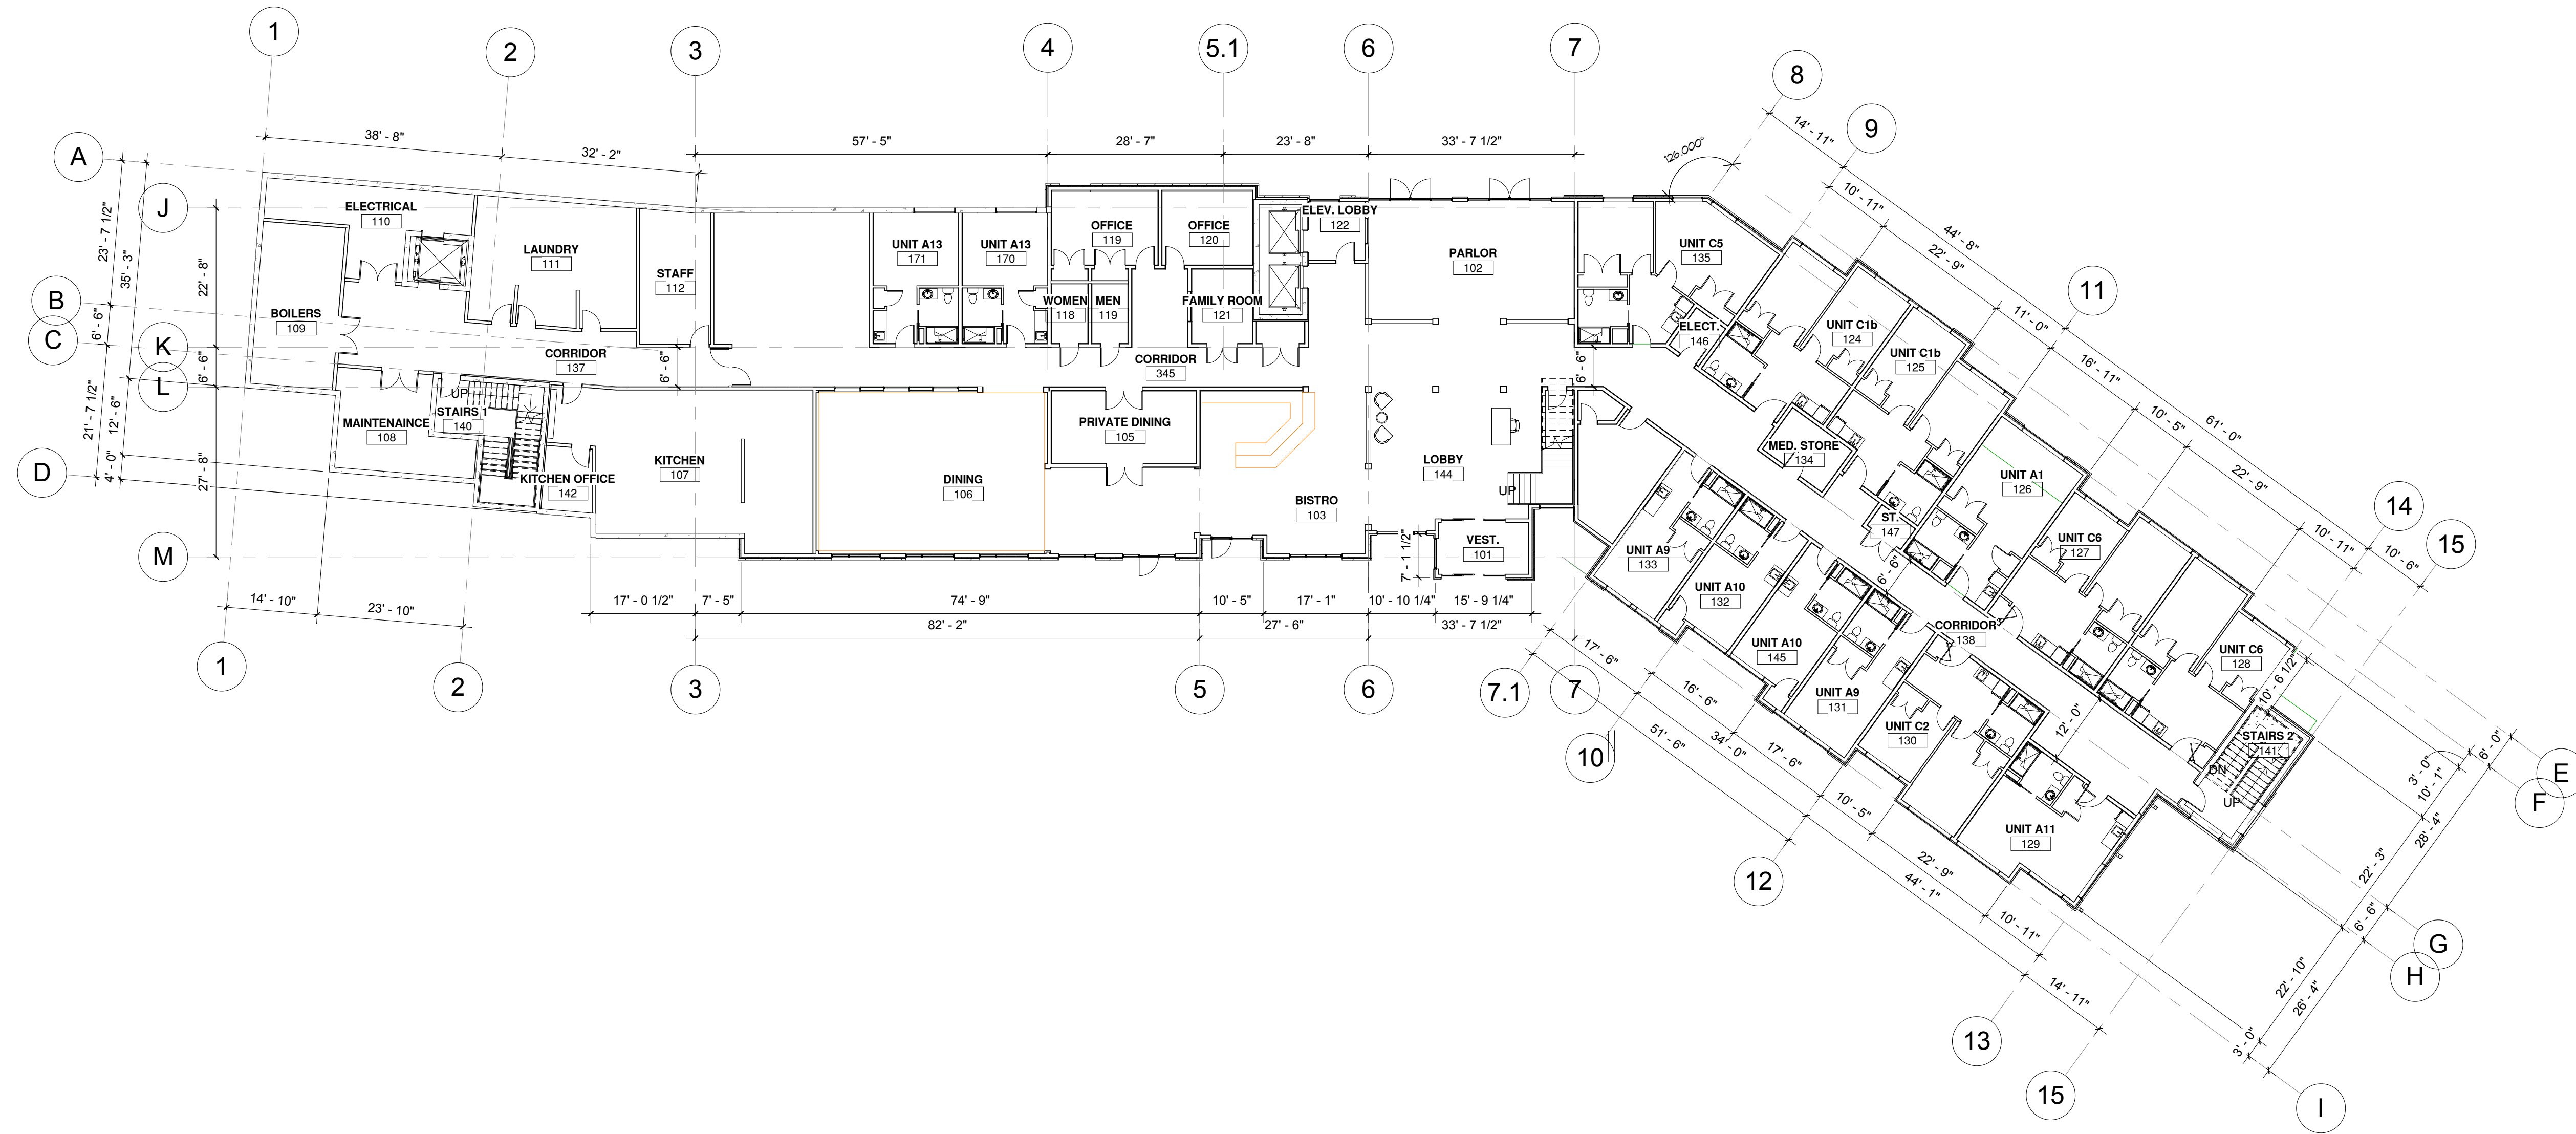 1
2
3
4
5.1
6
7
8
9
11
14
15
A
J
B
C
K
L
D
M
38' - 8"
32' - 2"
57' - 5"
28' - 7"
23' - 8"
33' - 7 1/2"
126.000°
14' - 11"
44' - 8"
61' - 0"
10' - 6"
10' - 11"
22' - 9"
11' - 0"
16' - 11"
10' - 5"
22' - 9"
10' - 11"
23' - 7 1/2"
35' - 3"
22' - 8"
6' - 6"
6' - 6"
21' - 7 1/2"
12' - 6"
4' - 0"
27' - 8"
ELECTRICAL
110
LAUNDRY
111
STAFF
112
BOILERS
109
CORRIDOR
137
6' - 6"
UNIT A13
171
UNIT A13
170
OFFICE
119
OFFICE
120
WOMEN
118
MEN
119
FAMILY ROOM
121
ELEV. LOBBY
122
PARLOR
102
CORRIDOR
345
MAINTENAINCE
108
UP
STAIRS 1
140
KITCHEN OFFICE
142
KITCHEN
107
DINING
106
PRIVATE DINING
105
BISTRO
103
LOBBY
144
UP
VEST.
101
7' - 1 1/2"
6' - 6"
UNIT C5
135
ELECT.
146
UNIT C1b
124
UNIT C1b
125
MED. STORE
134
UNIT A1
126
ST.
147
UNIT C6
127
UNIT C6
128
10' - 6 1/2"
STAIRS 2
141
DN
UP
6' - 6"
CORRIDOR
138
12' - 0"
UNIT A9
133
UNIT A10
132
UNIT A10
145
UNIT A9
131
UNIT C2
130
UNIT A11
129
14' - 10"
23' - 10"
17' - 0 1/2"
7' - 5"
74' - 9"
10' - 5"
17' - 1"
10' - 10 1/4"
15' - 9 1/4"
82' - 2"
27' - 6"
33' - 7 1/2"
1
2
3
5
6
7.1
7
10
12
13
15
17' - 6"
51' - 6"
16' - 6"
34' - 0"
17' - 6"
10' - 5"
22' - 9"
44' - 1"
10' - 11"
14' - 11"
3' - 0"
10' - 1"
6' - 0"
28' - 4"
22' - 3"
6' - 6"
22' - 10"
26' - 4"
3' - 0"
E
F
G
H
I